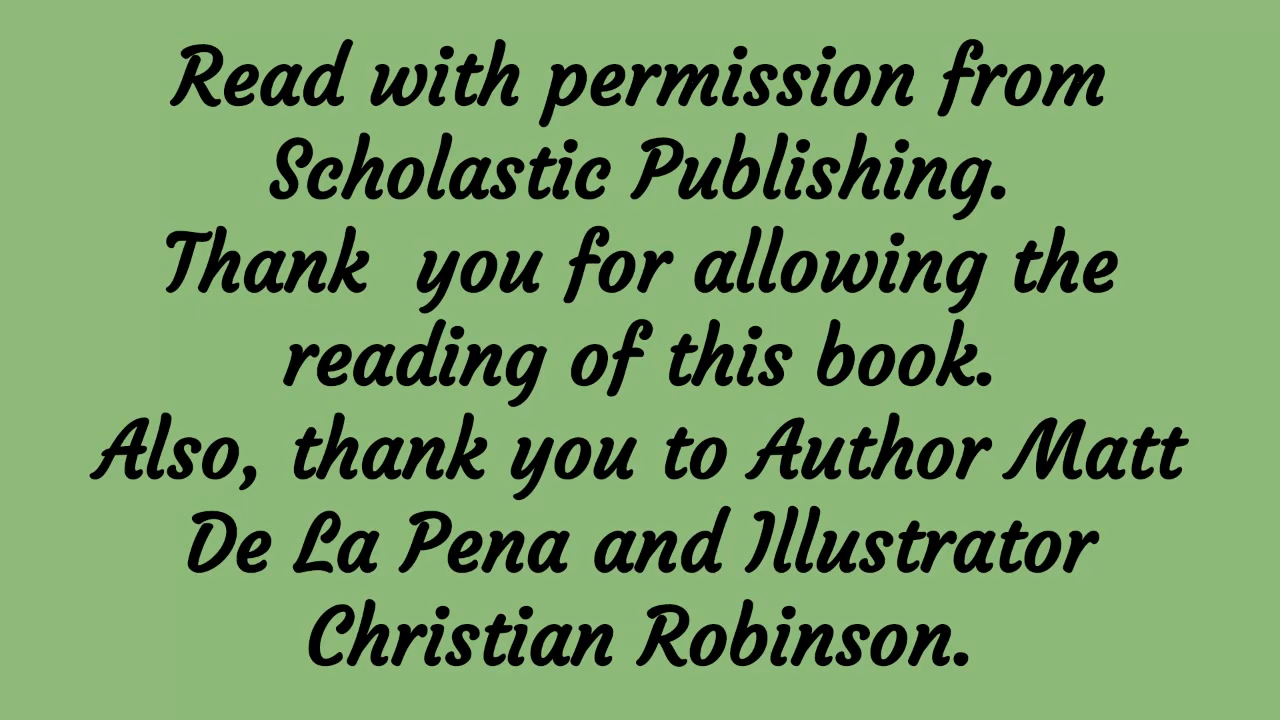 Read with permission from
Scholastic Publishing.
Thank  you for allowing the
reading of this book.
Also, thank you to Author Matt
De La Pena and Illustrator
Christian Robinson.